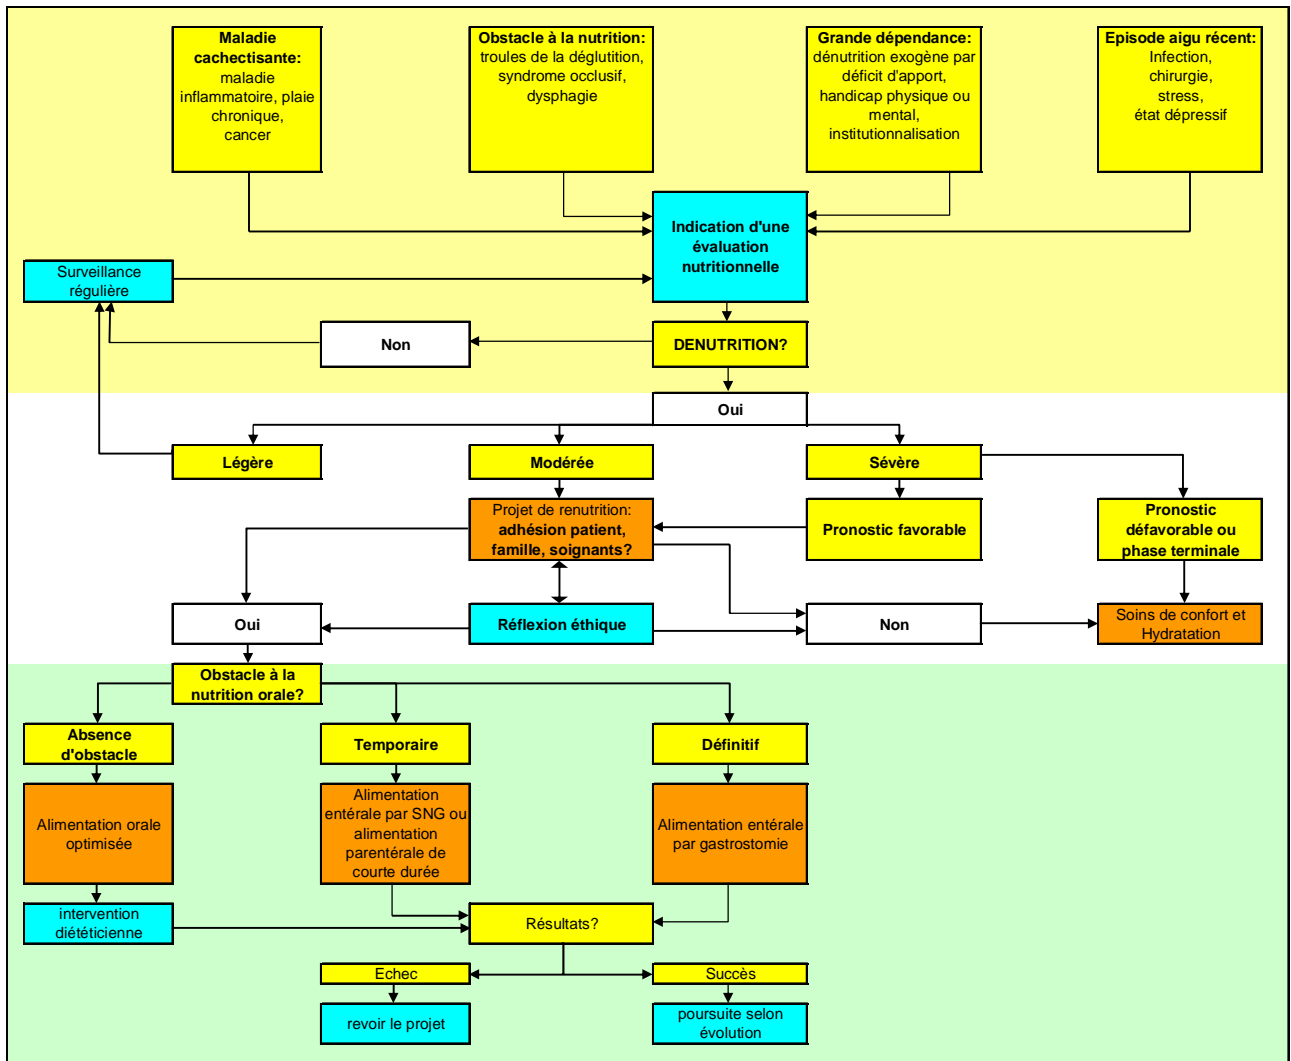 Maladie
cachectisante:
maladie
inflammatoire, plaie
chronique,
cancer
Obstacle à la nutrition:
troules de la déglutition,
syndrome occlusif,
dysphagie
Grande dépendance:
dénutrition exogène par
déficit d'apport,
handicap physique ou
mental,
institutionnalisation
Episode aigu récent:
Infection,
chirurgie,
stress,
état dépressif
Indication d'une
évaluation
nutritionnelle
Surveillance
régulière
Non
DENUTRITION?
Oui
Légère
Modérée
Sévère
Projet de renutrition:
adhésion patient,
famille, soignants?
Pronostic favorable
Pronostic
défavorable ou
phase terminale
Oui
Réflexion éthique
Non
Soins de confort et
Hydratation
Obstacle à la
nutrition orale?
Absence
d'obstacle
Temporaire
Définitif
Alimentation orale
optimisée
Alimentation
entérale par SNG ou
alimentation
parentérale de
courte durée
Alimentation entérale
par gastrostomie
intervention
diététicienne
Résultats?
Echec
Succès
revoir le projet
poursuite selon
évolution